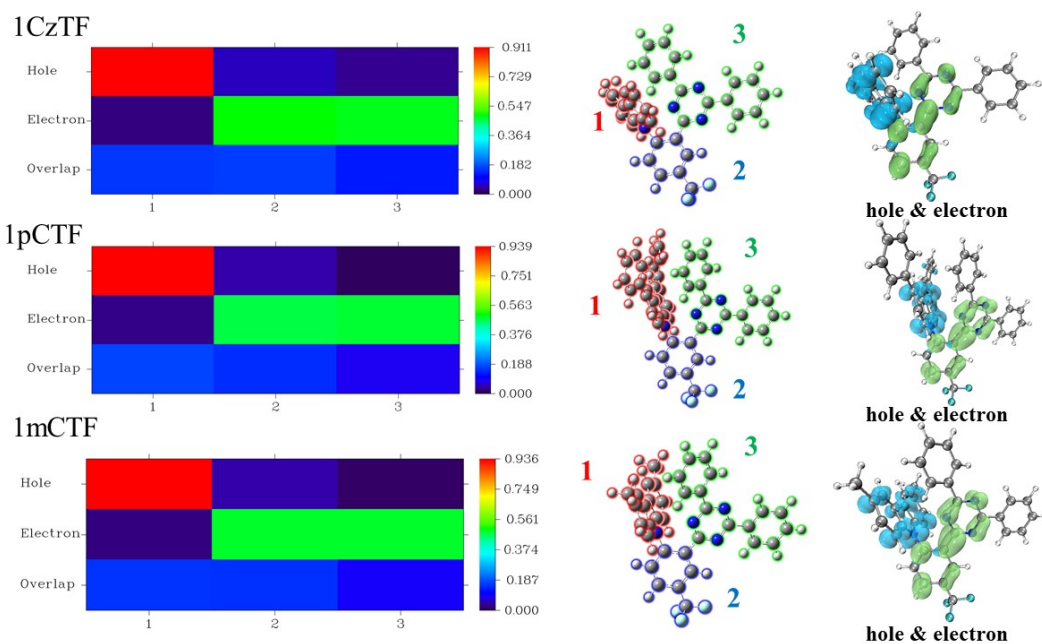 1CzTF
Hole
Electron
Overlap
1
2
3
0.911
0.729
0.547
0.364
0.182
0.000
1
2
3
hole & electron
1pCTF
Hole
Electron
Overlap
1
2
3
0.939
0.751
0.563
0.376
0.188
0.000
1
2
3
hole & electron
1mCTF
Hole
Electron
Overlap
1
2
3
0.936
0.749
0.562
0.374
0.187
0.000
1
2
3
hole & electron